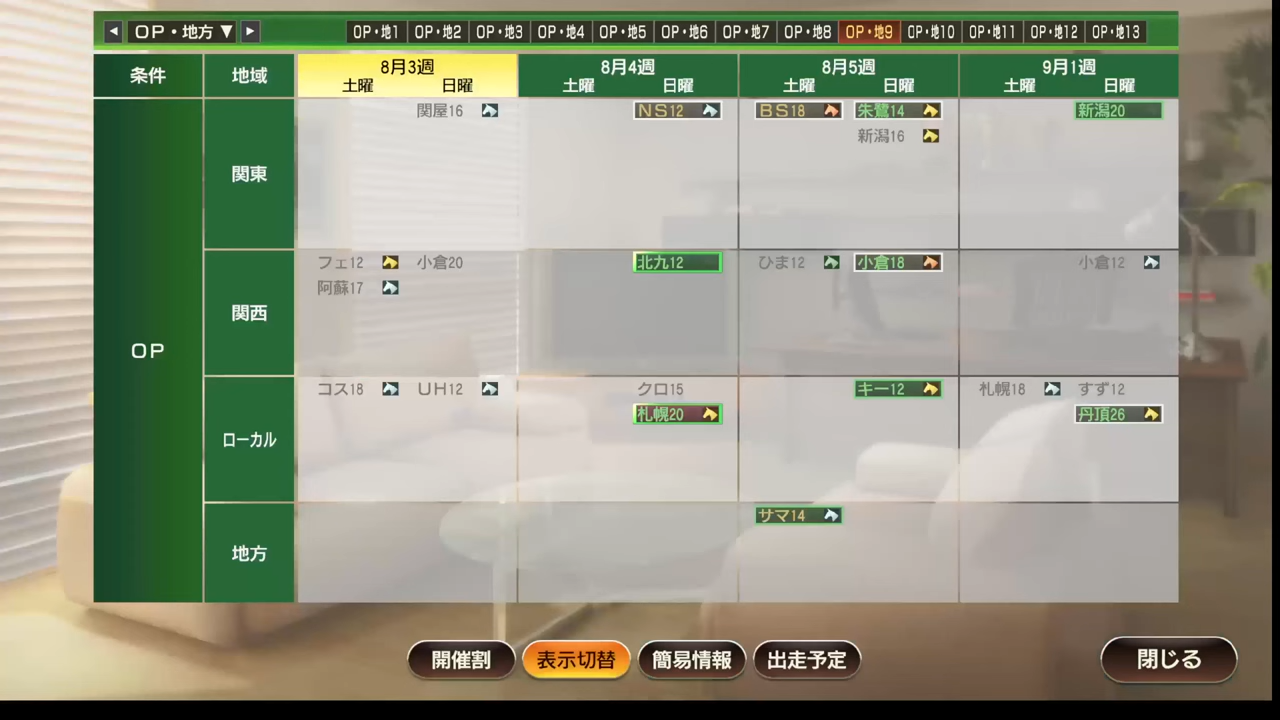 ◀ OP・地方▼ ▶ OP・地1 OP・地2 OP・地3 OP・地4 OP・地5 OP・地6 OP・地7 OP・地8 OP・地9 OP・地10 OP・地11 OP・地12 OP・地13
条件 地域 8月3週 8月4週 8月5週 9月1週
土曜 日曜 土曜 日曜 土曜 日曜 土曜 日曜
関屋16 NS12 BS18 朱鷺14 新潟20
新潟16
関東
フェ12 小倉20 北九12 ひま12 小倉18 小倉12
阿蘇17
関西
OP
コス18 UH12 クロ15 キー12 札幌18 すず12
札幌20 丹頂26
ローカル
サマ14
地方
開催割 表示切替 簡易情報 出走予定 閉じる